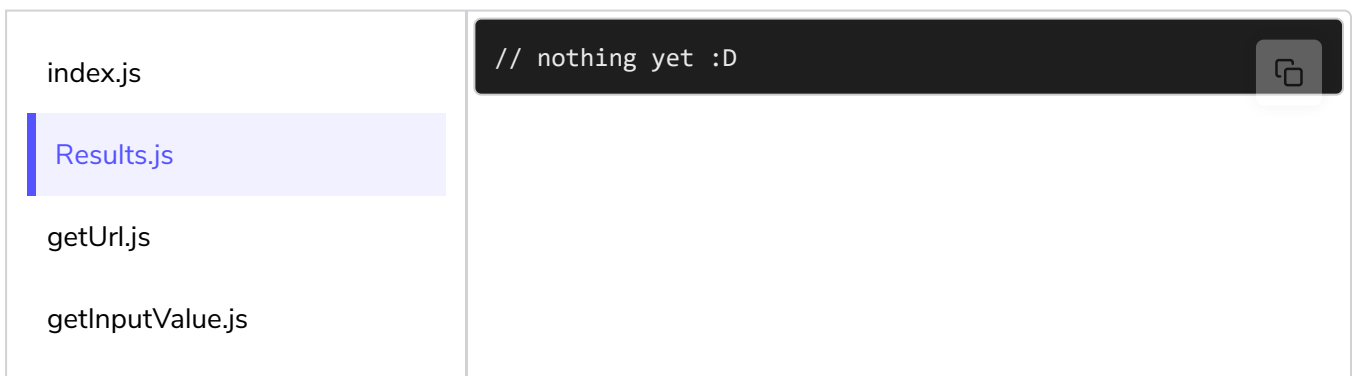 index.js
Results.js
getUrl.js
getInputValue.js
// nothing yet :D